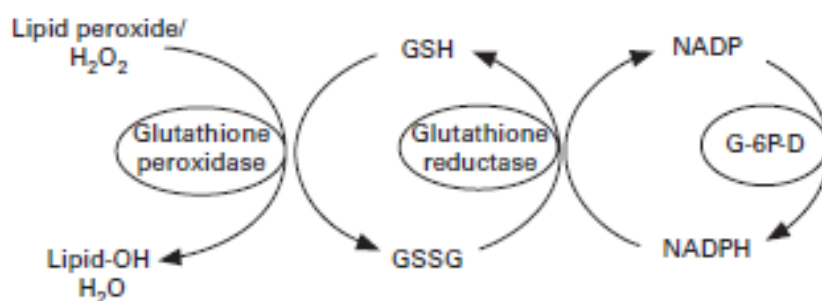 Lipid peroxide/
H₂O₂
GSH
NADP
Glutathione
peroxidase
Glutathione
reductase
G-6P-D
Lipid-OH
H₂O
GSSG
NADPH